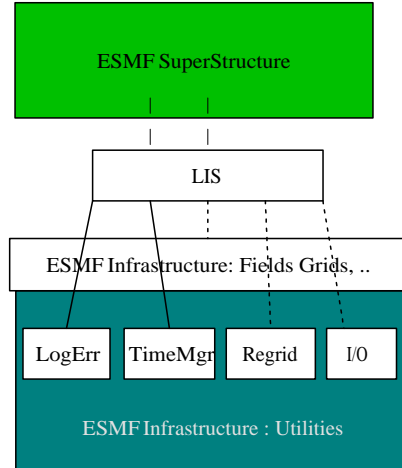 ESMF SuperStructure
LIS
ESMF Infrastructure: Fields Grids, ..
LogErr TimeMgr Regrid I/0
ESMF Infrastructure : Utilities